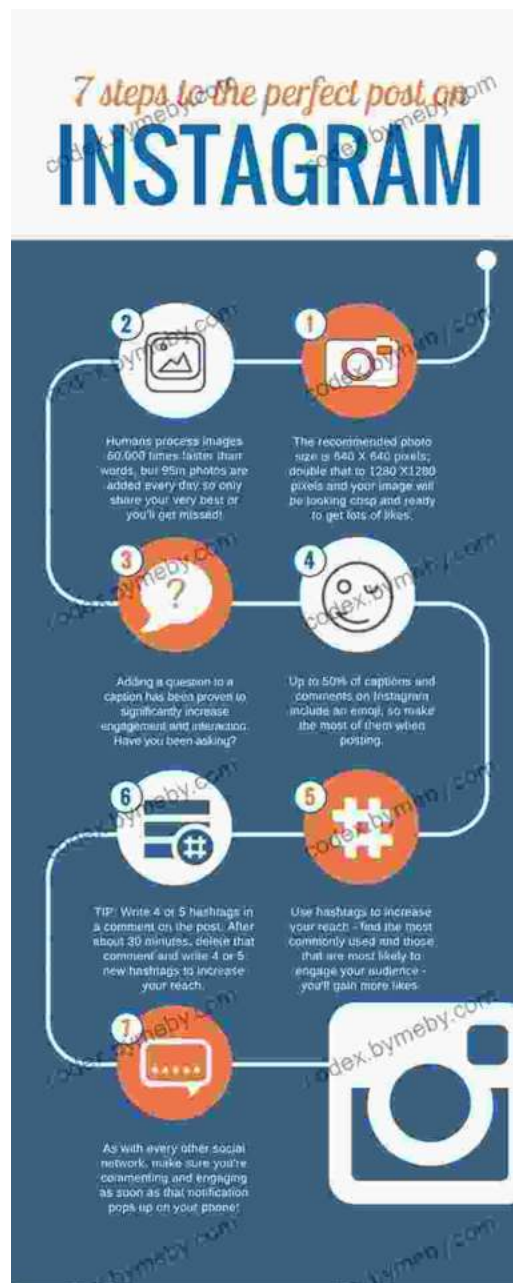 7 steps to the perfect post on
INSTAGRAM
1
The recommended photo
size is 640 X 640 pixels;
double that to 1280 X1280
pixels and your image will
be looking crisp and ready
to get lots of likes.
2
Humans process images
60,000 times faster than
words, but 95m photos are
added every day so only
share your very best or
you'll get missed!
3
?
Adding a question to a
caption has been proven to
significantly increase
engagement and interaction.
Have you been asking?
4
Up to 50% of captions and
comments on Instagram
include an emoji, so make
the most of them when
posting.
5
#
Use hashtags to increase
your reach - find the most
commonly used and those
that are most likely to
engage your audience -
you'll gain more likes
6
#
TIP: Write 4 or 5 hashtags in
a comment on the post. After
about 30 minutes, delete that
comment and write 4 or 5
new hashtags to increase
your reach.
7
As with every other social
network, make sure you're
commenting and engaging
as soon as that notification
pops up on your phone!
codex.bymeby.com